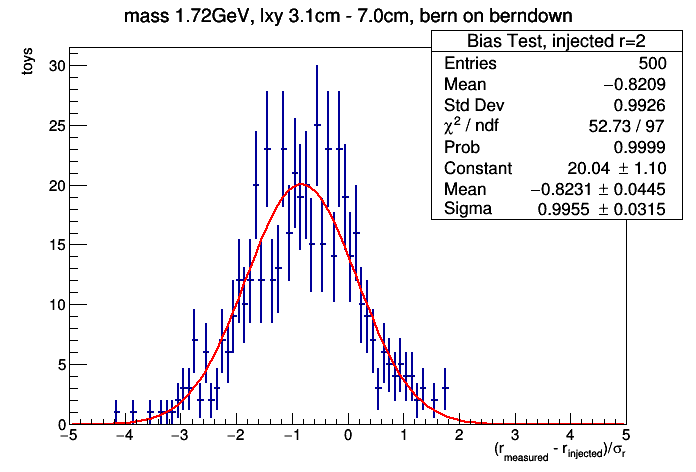 mass 1.72GeV, lxy 3.1cm - 7.0cm, bern on berndown
Bias Test, injected r=2
Entries 500
Mean −0.8209
Std Dev 0.9926
χ² / ndf 52.73 / 97
Prob 0.9999
Constant 20.04 ± 1.10
Mean −0.8231 ± 0.0445
Sigma 0.9955 ± 0.0315
toys
30
25
20
15
10
5
0
−5 −4 −3 −2 −1 0 1 2 3 4 5
(r_measured - r_injected)/σ_r